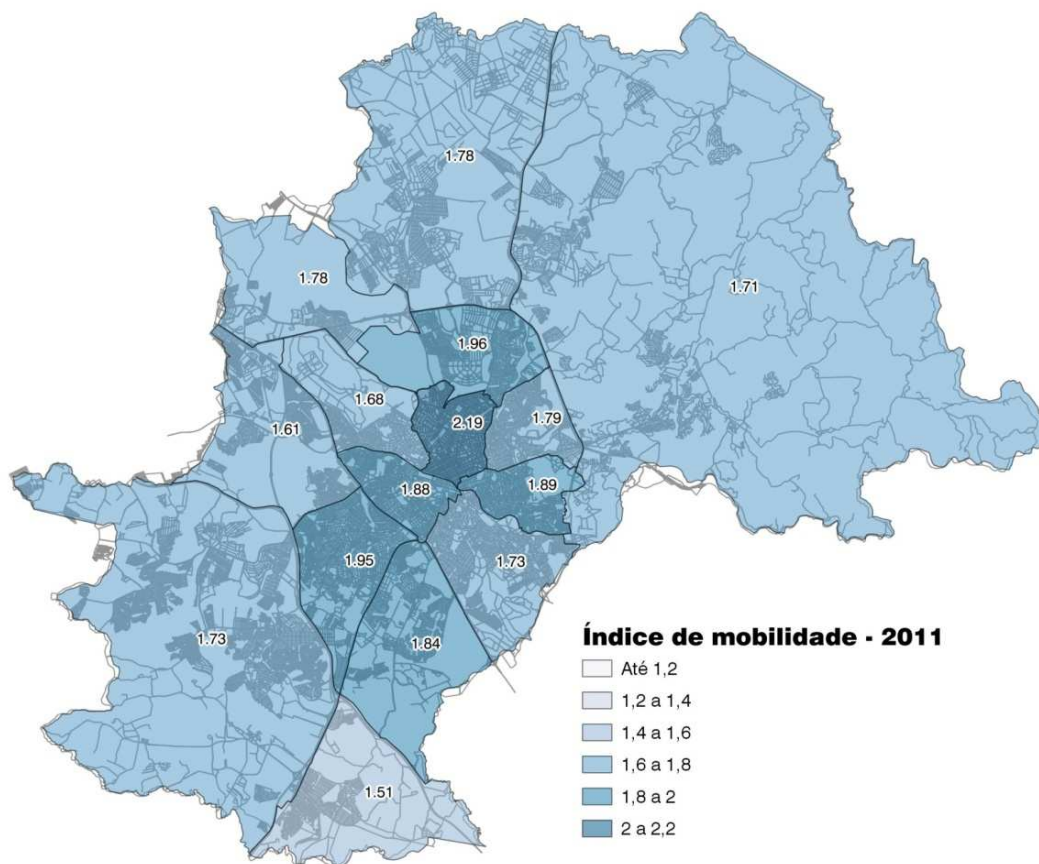 1.78
1.78
1.71
1.96
1.68
2.19
1.79
1.61
1.88
1.89
1.95
1.73
1.73
1.84
1.51
Índice de mobilidade - 2011
Até 1,2
1,2 a 1,4
1,4 a 1,6
1,6 a 1,8
1,8 a 2
2 a 2,2